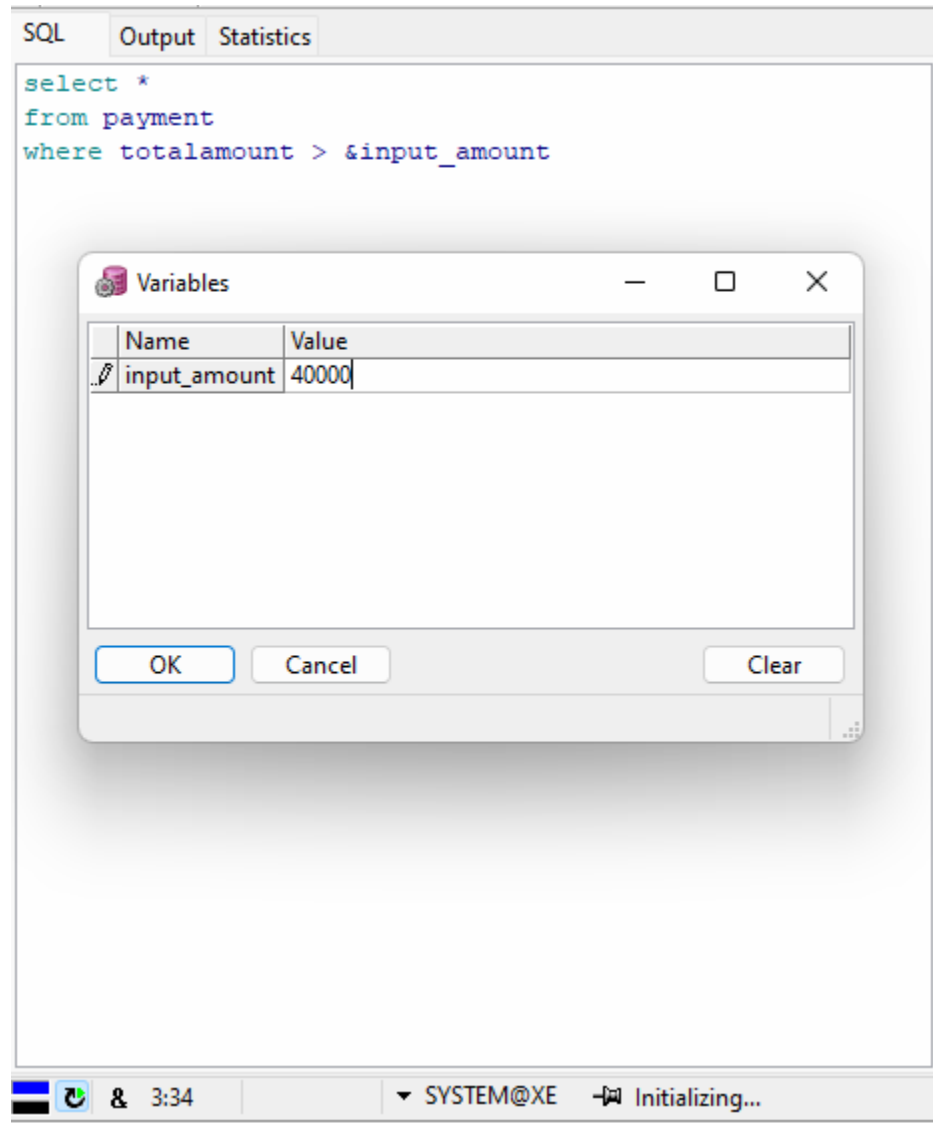 SQL Output Statistics
select *
from payment
where totalamount > &input_amount
Variables
Name Value
input_amount 40000
OK Cancel Clear
& 3:34 SYSTEM@XE Initializing...